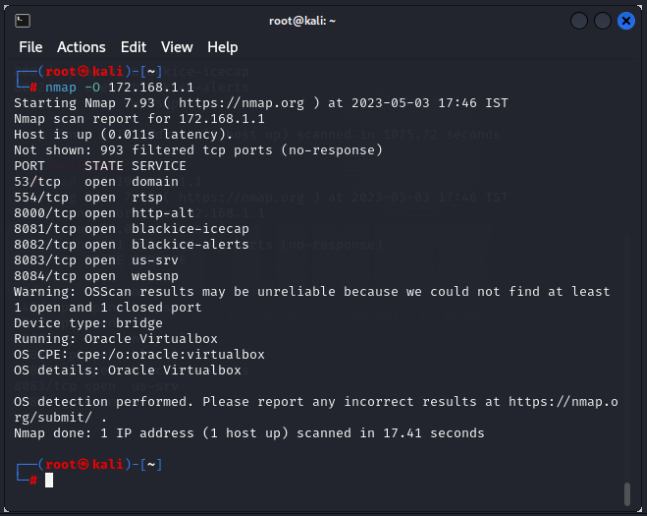 root@kali: ~
File Actions Edit View Help
┌──(root㉿kali)-[~]
└─# nmap -O 172.168.1.1
Starting Nmap 7.93 ( https://nmap.org ) at 2023-05-03 17:46 IST
Nmap scan report for 172.168.1.1
Host is up (0.011s latency).
Not shown: 993 filtered tcp ports (no-response)
PORT     STATE SERVICE
53/tcp   open  domain
554/tcp  open  rtsp
8000/tcp open  http-alt
8081/tcp open  blackice-icecap
8082/tcp open  blackice-alerts
8083/tcp open  us-srv
8084/tcp open  websnp
Warning: OSScan results may be unreliable because we could not find at least
1 open and 1 closed port
Device type: bridge
Running: Oracle Virtualbox
OS CPE: cpe:/o:oracle:virtualbox
OS details: Oracle Virtualbox
OS detection performed. Please report any incorrect results at https://nmap.o
rg/submit/ .
Nmap done: 1 IP address (1 host up) scanned in 17.41 seconds
┌──(root㉿kali)-[~]
└─#